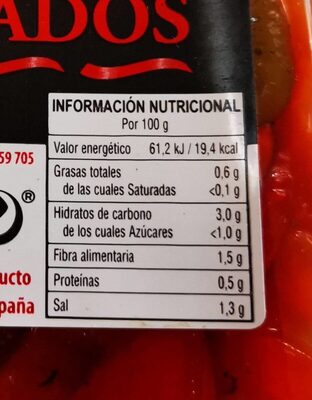 ADOS
INFORMACIÓN NUTRICIONAL
Por 100 g
Valor energético 61,2 kJ / 19,4 kcal
Grasas totales 0,6 g
de las cuales Saturadas <0,1 g
Hidratos de carbono 3,0 g
de los cuales Azúcares <1,0 g
Fibra alimentaria 1,5 g
Proteínas 0,5 g
Sal 1,3 g
59 705
®
ucto
paña